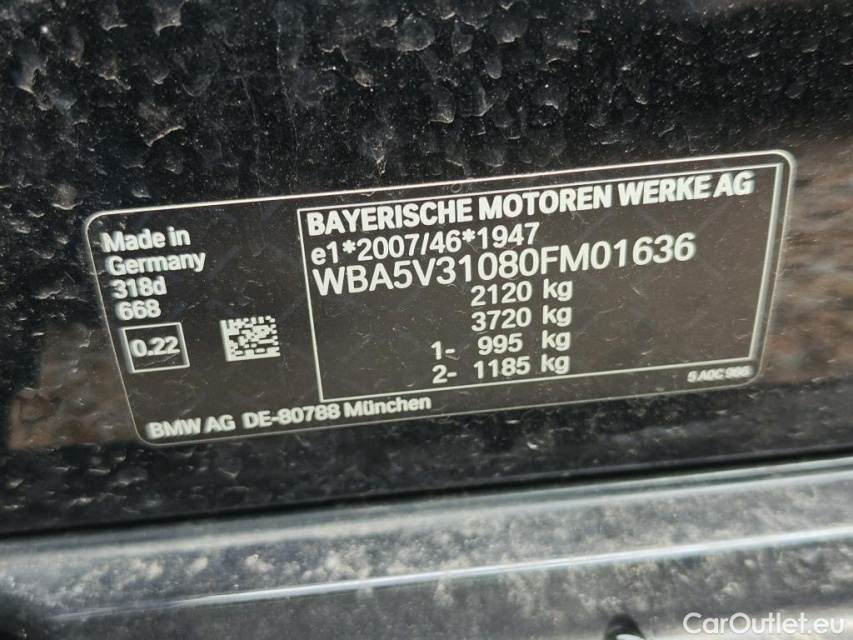 Made in
Germany
318d
668
0.22
BAYERISCHE MOTOREN WERKE AG
e1*2007/46*1947
WBA5V31080FM01636
2120 kg
3720 kg
1- 995 kg
2- 1185 kg
5 A0C 985
BMW AG DE-80788 München
CarOutlet.eu